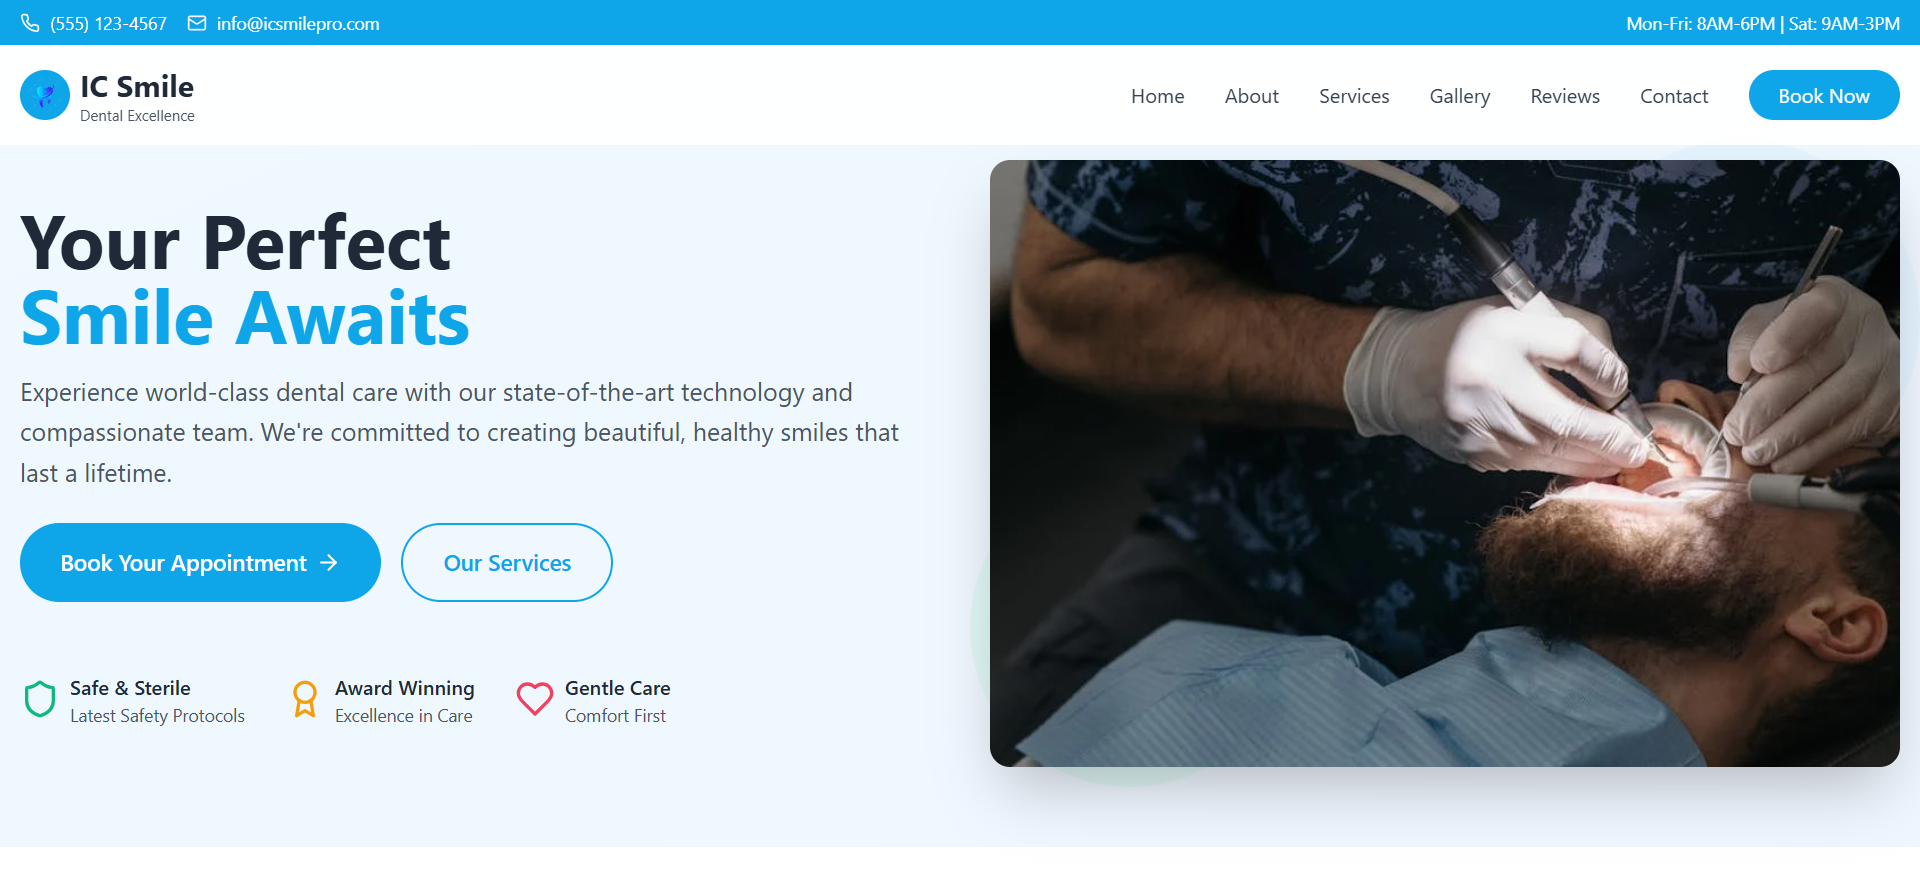 (555) 123-4567 info@icsmilepro.com Mon-Fri: 8AM-6PM | Sat: 9AM-3PM
IC Smile
Dental Excellence
Home About Services Gallery Reviews Contact Book Now
Your Perfect
Smile Awaits
Experience world-class dental care with our state-of-the-art technology and
compassionate team. We're committed to creating beautiful, healthy smiles that
last a lifetime.
Book Your Appointment → Our Services
Safe & Sterile
Latest Safety Protocols
Award Winning
Excellence in Care
Gentle Care
Comfort First